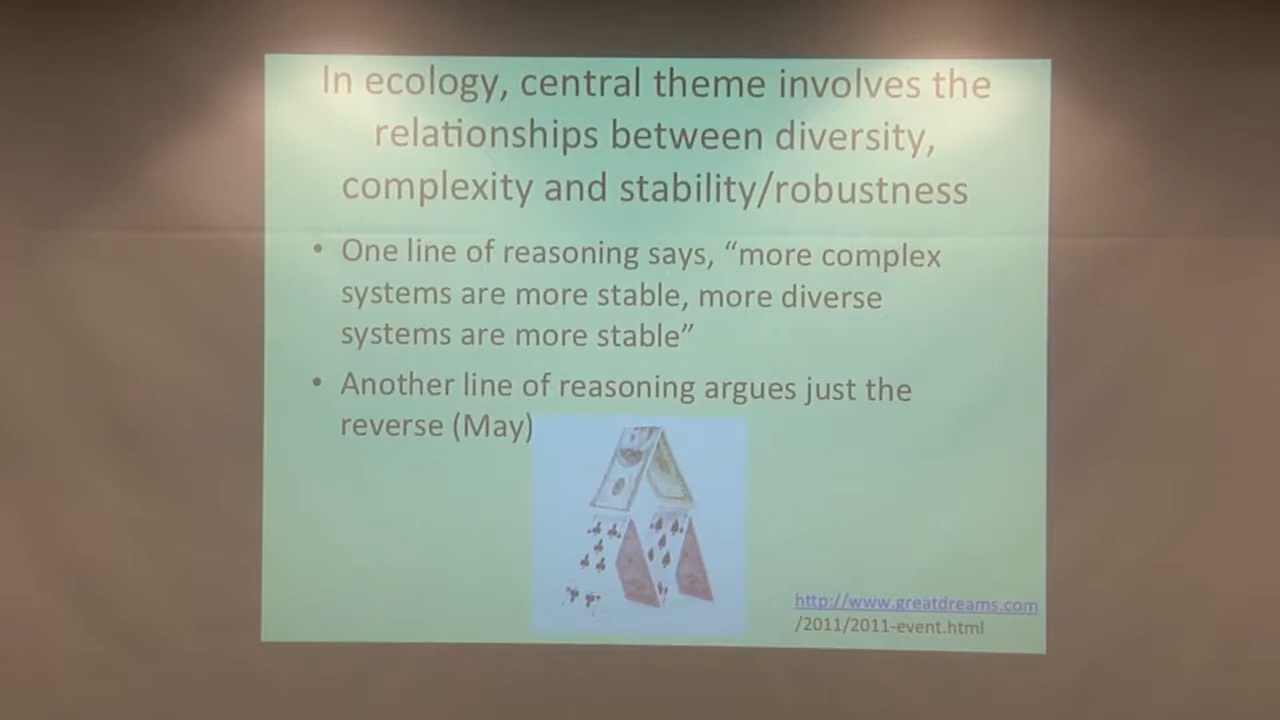 In ecology, central theme involves the
relationships between diversity,
complexity and stability/robustness
• One line of reasoning says, “more complex
systems are more stable, more diverse
systems are more stable”
• Another line of reasoning argues just the
reverse (May)
http://www.greatdreams.com
/2011/2011-event.html